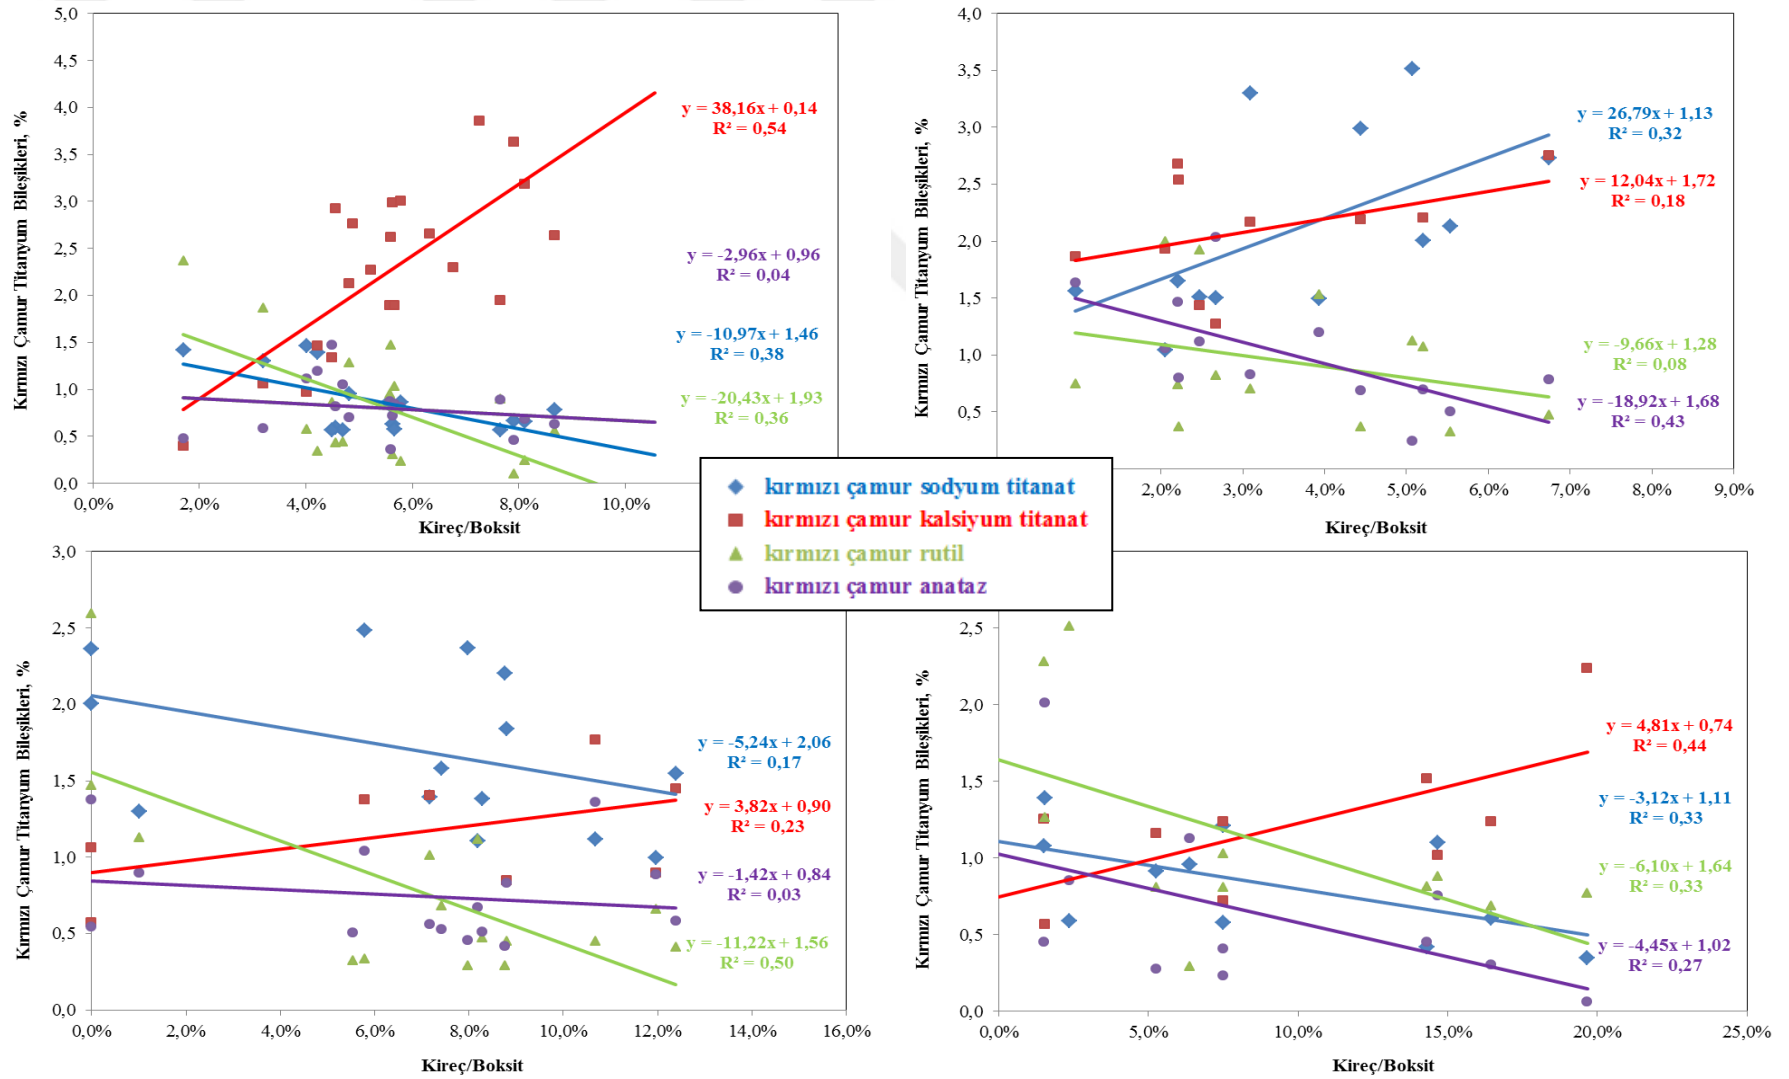 5,0
4,5
4,0
3,5
3,0
2,5
2,0
1,5
1,0
0,5
0,0
Kırmızı Çamur Titanyum Bileşikleri, %
y = 38,16x + 0,14
R² = 0,54
y = -2,96x + 0,96
R² = 0,04
y = -10,97x + 1,46
R² = 0,38
y = -20,43x + 1,93
R² = 0,36
0,0% 2,0% 4,0% 6,0% 8,0% 10,0%
Kireç/Boksit
4,0
3,5
3,0
2,5
2,0
1,5
1,0
0,5
Kırmızı Çamur Titanyum Bileşikleri, %
y = 26,79x + 1,13
R² = 0,32
y = 12,04x + 1,72
R² = 0,18
y = -9,66x + 1,28
R² = 0,08
y = -18,92x + 1,68
R² = 0,43
2,0% 3,0% 4,0% 5,0% 6,0% 7,0% 8,0% 9,0%
Kireç/Boksit
kırmızı çamur sodyum titanat
kırmızı çamur kalsiyum titanat
kırmızı çamur rutil
kırmızı çamur anataz
3,0
2,5
2,0
1,5
1,0
0,5
0,0
Kırmızı Çamur Titanyum Bileşikleri, %
y = -5,24x + 2,06
R² = 0,17
y = 3,82x + 0,90
R² = 0,23
y = -1,42x + 0,84
R² = 0,03
y = -11,22x + 1,56
R² = 0,50
0,0% 2,0% 4,0% 6,0% 8,0% 10,0% 12,0% 14,0% 16,0%
Kireç/Boksit
2,5
2,0
1,5
1,0
0,5
0,0
Kırmızı Çamur Titanyum Bileşikleri, %
y = 4,81x + 0,74
R² = 0,44
y = -3,12x + 1,11
R² = 0,33
y = -6,10x + 1,64
R² = 0,33
y = -4,45x + 1,02
R² = 0,27
0,0% 5,0% 10,0% 15,0% 20,0% 25,0%
Kireç/Boksit